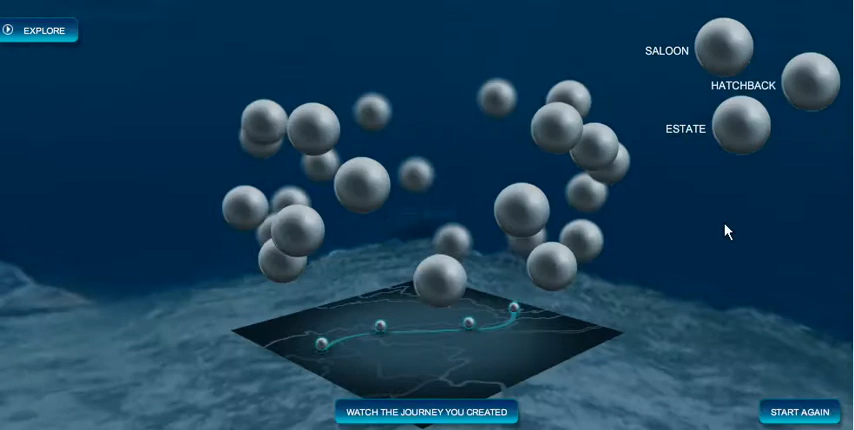 EXPLORE
SALOON
HATCHBACK
ESTATE
WATCH THE JOURNEY YOU CREATED
START AGAIN